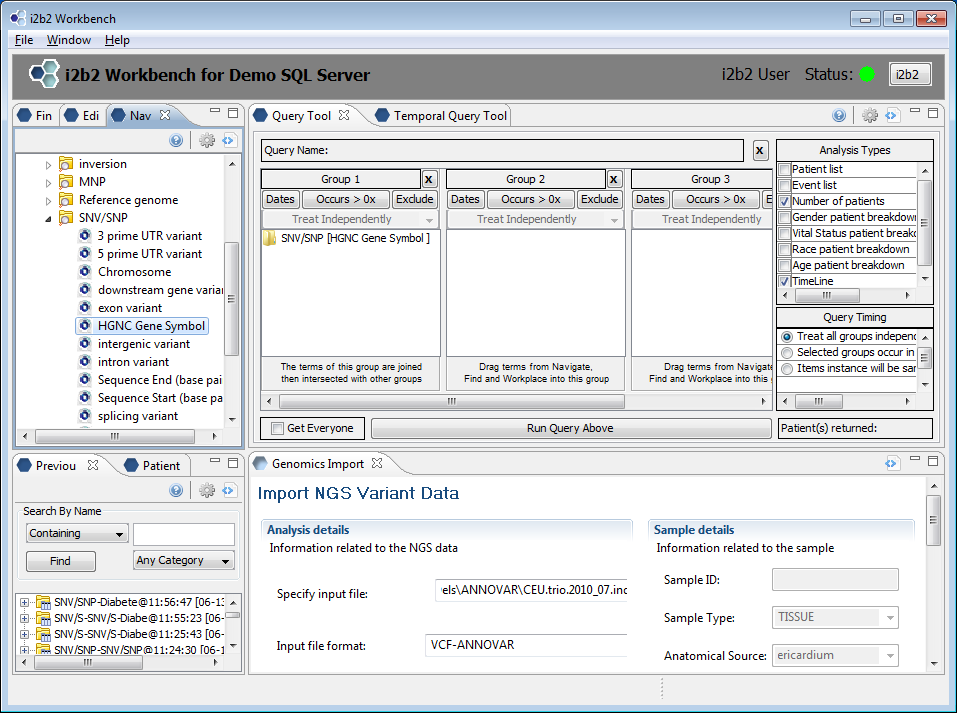 i2b2 Workbench
File Window Help
i2b2 Workbench for Demo SQL Server
i2b2 User Status: i2b2
Fin Edi Nav
inversion
MNP
Reference genome
SNV/SNP
3 prime UTR variant
5 prime UTR variant
Chromosome
downstream gene varia
exon variant
HGNC Gene Symbol
intergenic variant
intron variant
Sequence End (base pai
Sequence Start (base pa
splicing variant
Query Tool Temporal Query Tool
Query Name: x
Group 1 x
Dates Occurs > 0x Exclude
Treat Independently
SNV/SNP [HGNC Gene Symbol ]
The terms of this group are joined
then intersected with other groups
Group 2 x
Dates Occurs > 0x Exclude
Treat Independently
Drag terms from Navigate,
Find and Workplace into this group
Group 3
Dates Occurs > 0x E
Treat Independently
Drag terms from Navigate,
Find and Workplace into this
Analysis Types
Patient list
Event list
Number of patients
Gender patient breakdown
Vital Status patient breakd
Race patient breakdown
Age patient breakdown
TimeLine
Query Timing
Treat all groups independ
Selected groups occur in
Items instance will be sam
Get Everyone Run Query Above Patient(s) returned:
Previou Patient
Search By Name
Containing
Find Any Category
SNV/SNP-Diabete@11:56:47 [06-13
SNV/S-SNV/S-Diabe@11:55:23 [06
SNV/S-SNV/S-Diabe@11:25:43 [06
SNV/SNP-SNV/SNP@11:24:30 [06-1
Genomics Import
Import NGS Variant Data
Analysis details
Information related to the NGS data
Specify input file: els\ANNOVAR\CEU.trio.2010_07.ind
Input file format: VCF-ANNOVAR
Sample details
Information related to the sample
Sample ID:
Sample Type: TISSUE
Anatomical Source: ericardium